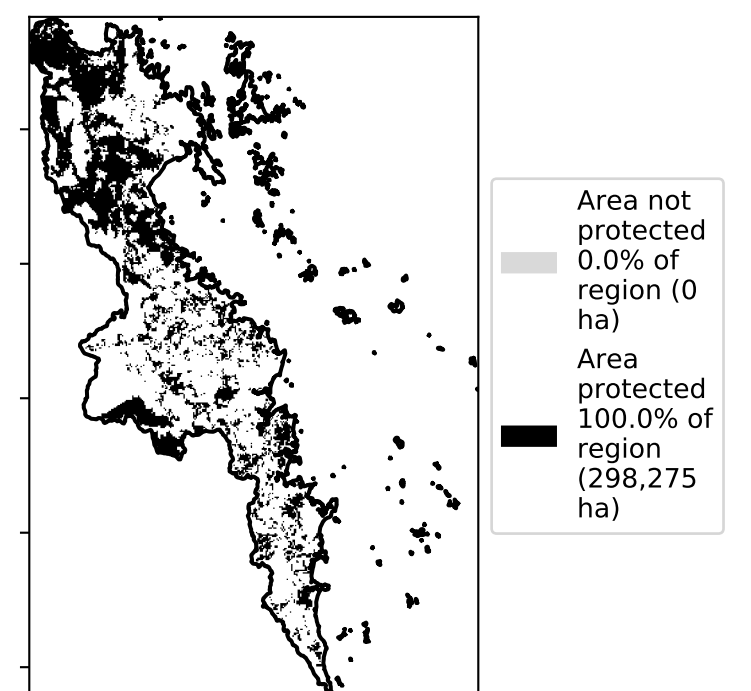 Area not
protected
0.0% of
region (0
ha)
Area
protected
100.0% of
region
(298,275
ha)